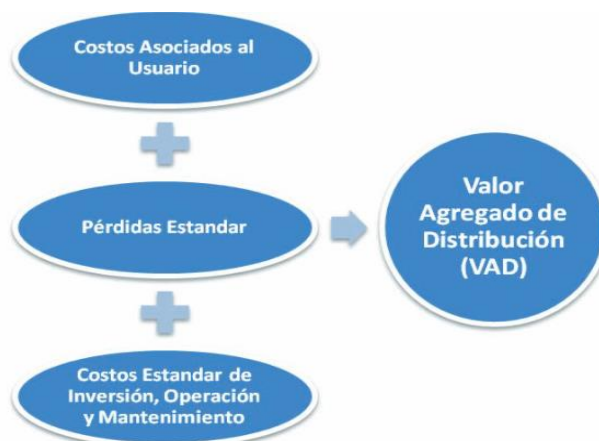 Costos Asociados al
Usuario
Pérdidas Estandar
Costos Estandar de
Inversión, Operación
y Mantenimiento
Valor
Agregado de
Distribución
(VAD)